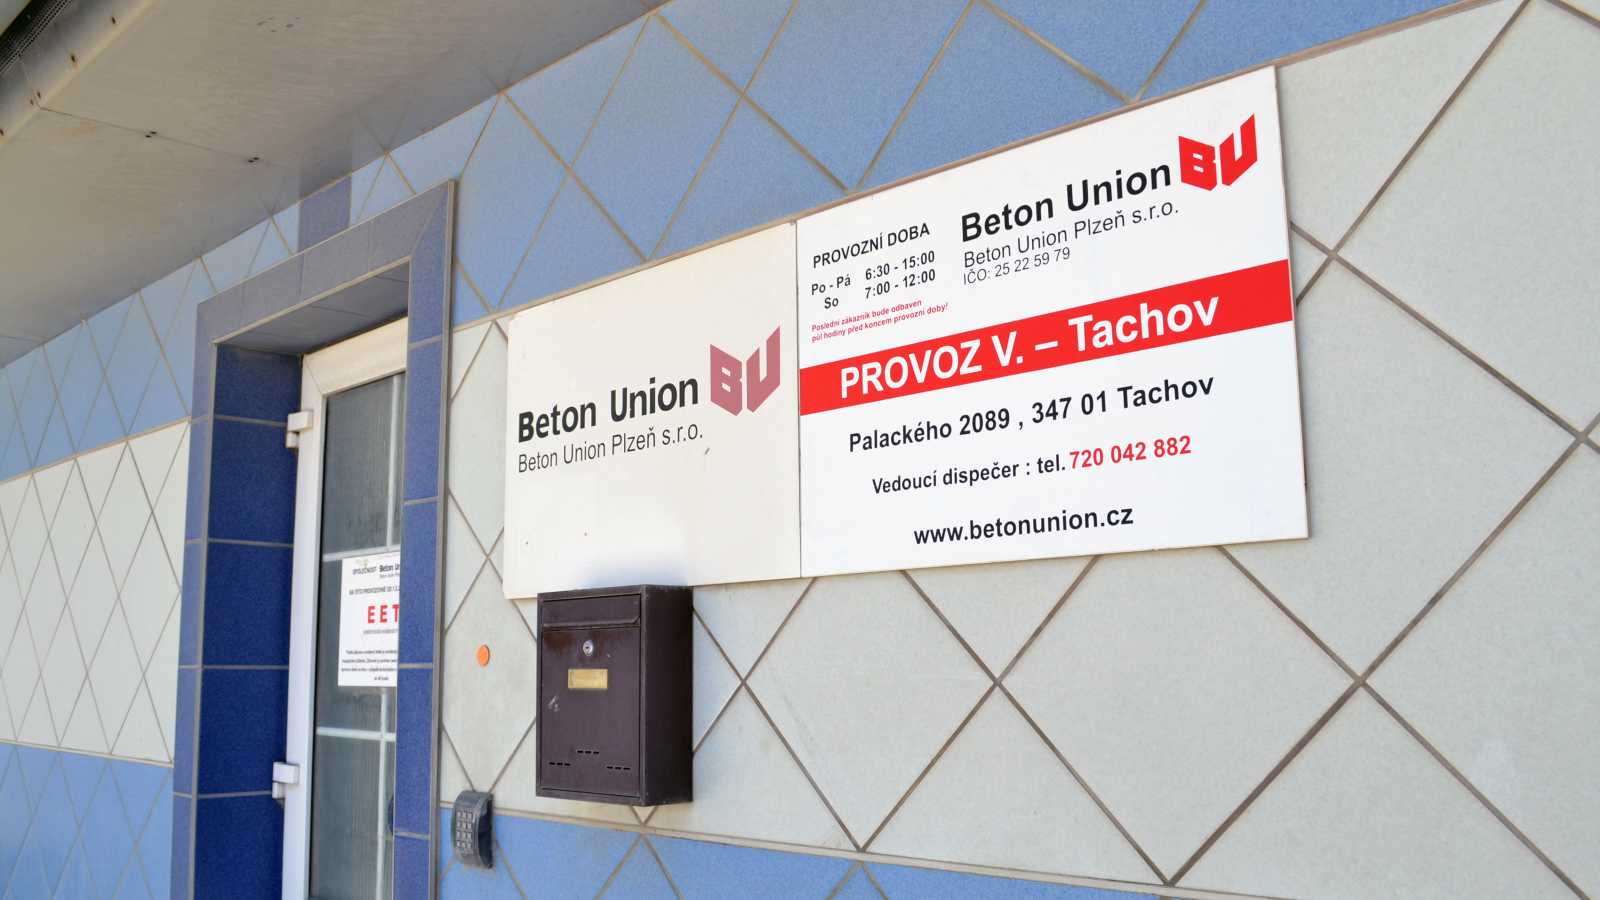 Beton Union BU
Beton Union Plzeň s.r.o.
PROVOZNÍ DOBA
Po - Pá 6:30 - 15:00
So 7:00 - 12:00
Poslední zákazník bude odbaven
půl hodiny před koncem provozní doby!
Beton Union BU
Beton Union Plzeň s.r.o.
IČO: 25 22 59 79
PROVOZ V. – Tachov
Palackého 2089 , 347 01 Tachov
Vedoucí dispečer : tel. 720 042 882
www.betonunion.cz
SPOLEČNOST Beton
EET